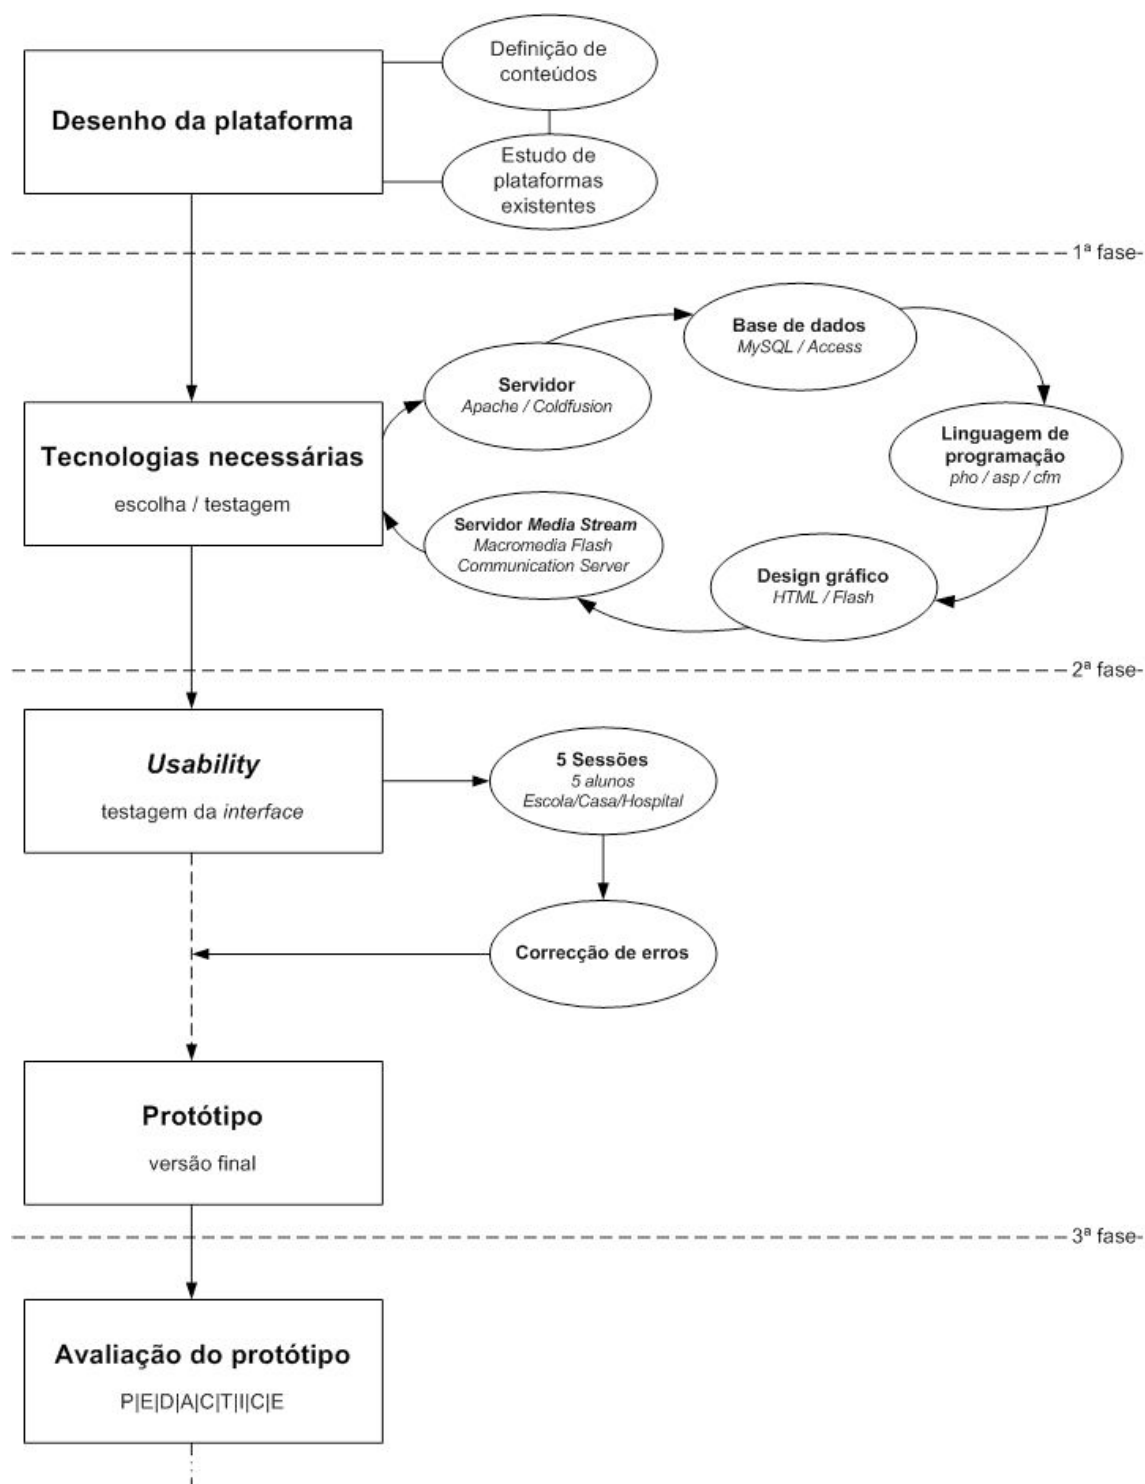 Definição de
conteúdos
Desenho da plataforma
Estudo de
plataformas
existentes
1ª fase
Base de dados
MySQL / Access
Servidor
Apache / Coldfusion
Linguagem de
programação
pho / asp / cfm
Tecnologias necessárias
escolha / testagem
Servidor Media Stream
Macromedia Flash
Communication Server
Design gráfico
HTML / Flash
2ª fase
Usability
testagem da interface
5 Sessões
5 alunos
Escola/Casa/Hospital
Correcção de erros
Protótipo
versão final
3ª fase
Avaliação do protótipo
P|E|D|A|C|T|I|C|E